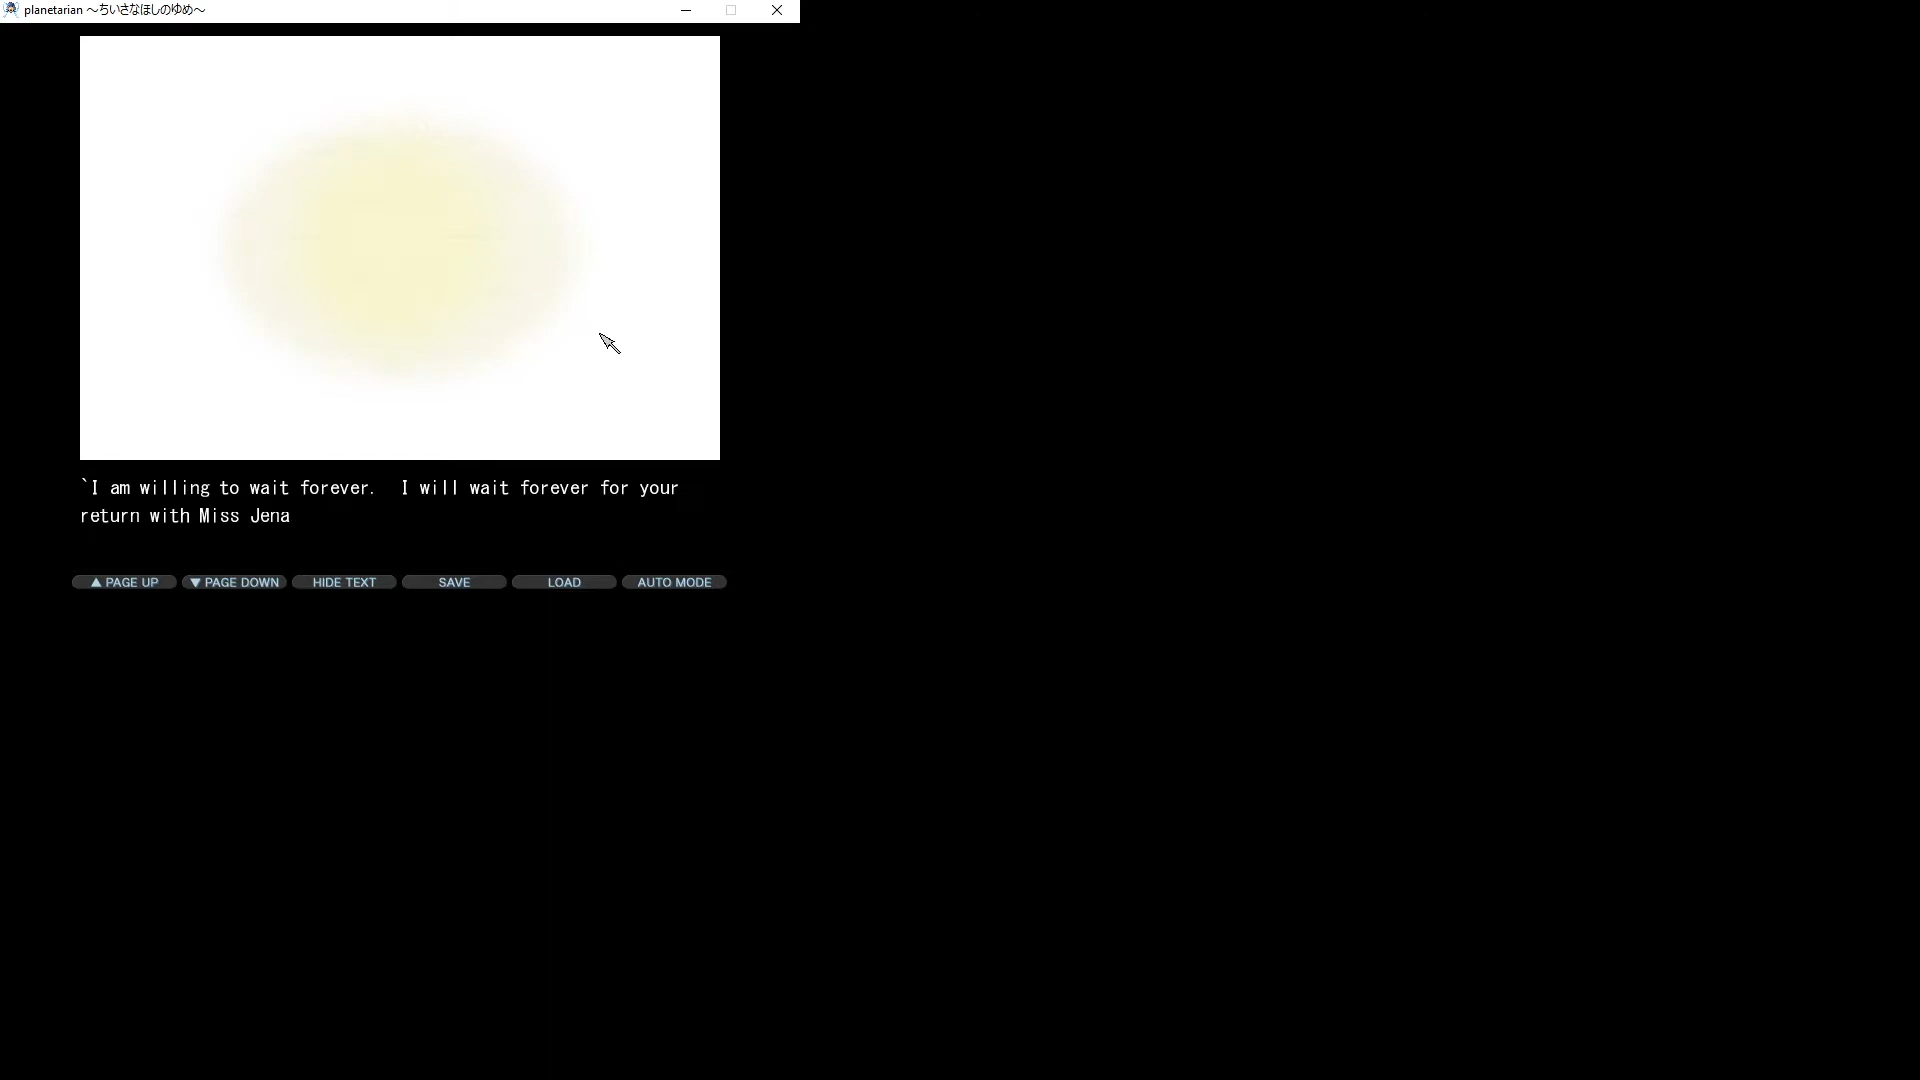 planetarian ～ちいさなほしのゆめ～
`I am willing to wait forever.  I will wait forever for your
return with Miss Jena
▲ PAGE UP ▼ PAGE DOWN HIDE TEXT SAVE LOAD AUTO MODE